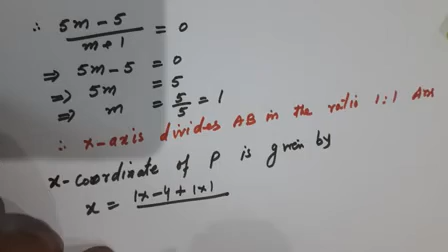 ∴ 5m − 5 / m + 1 = 0
⇒ 5m − 5 = 0
⇒ 5m = 5
⇒ m = 5/5 = 1
∴ x-axis divides AB in the ratio 1:1 Ans
x-coordinate of P is given by
x = 1x − 4 + 1x1